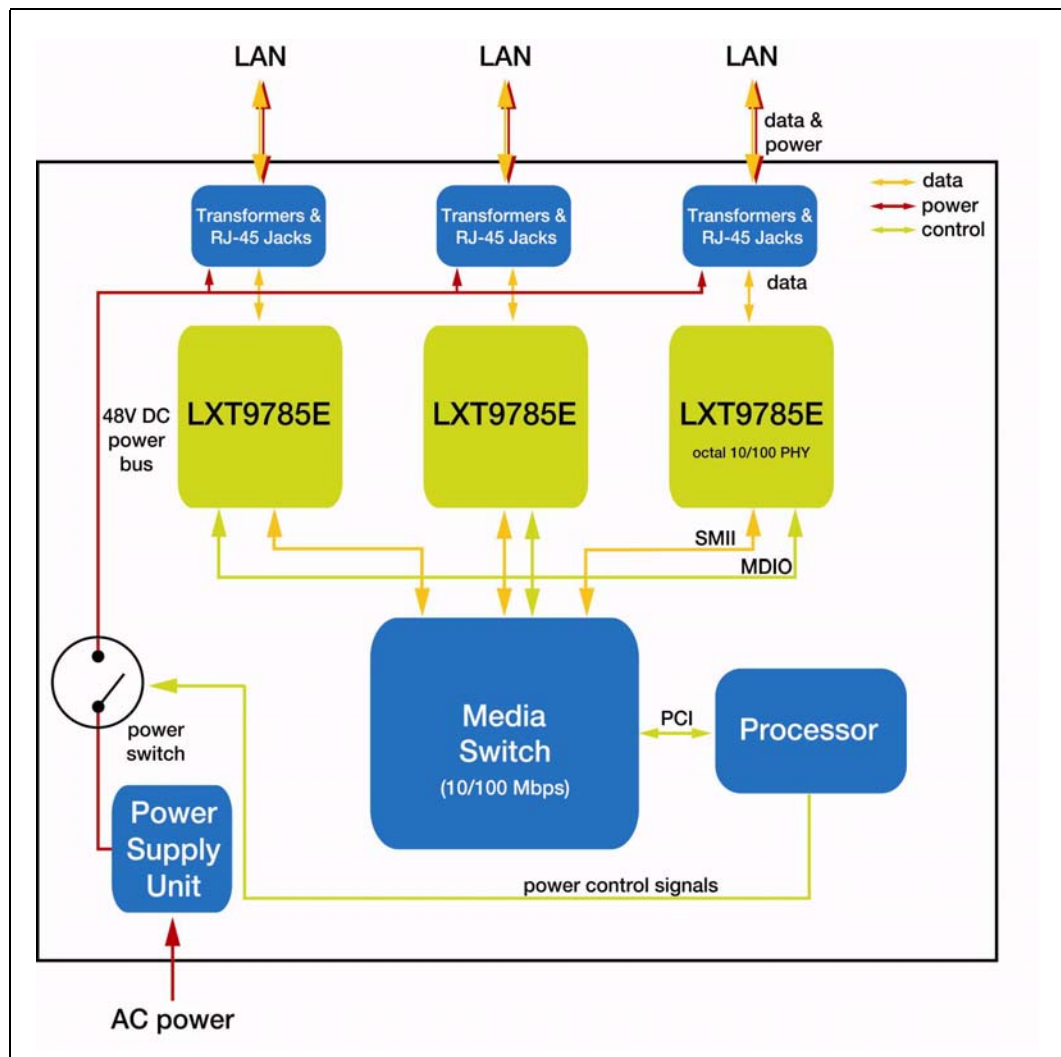 LAN
LAN
LAN
data &
power
data
power
control
Transformers &
RJ-45 Jacks
Transformers &
RJ-45 Jacks
Transformers &
RJ-45 Jacks
data
48V DC
power
bus
LXT9785E
LXT9785E
LXT9785E
octal 10/100 PHY
SMII
MDIO
Media
Switch
(10/100 Mbps)
PCI
Processor
power
switch
Power
Supply
Unit
power control signals
AC power